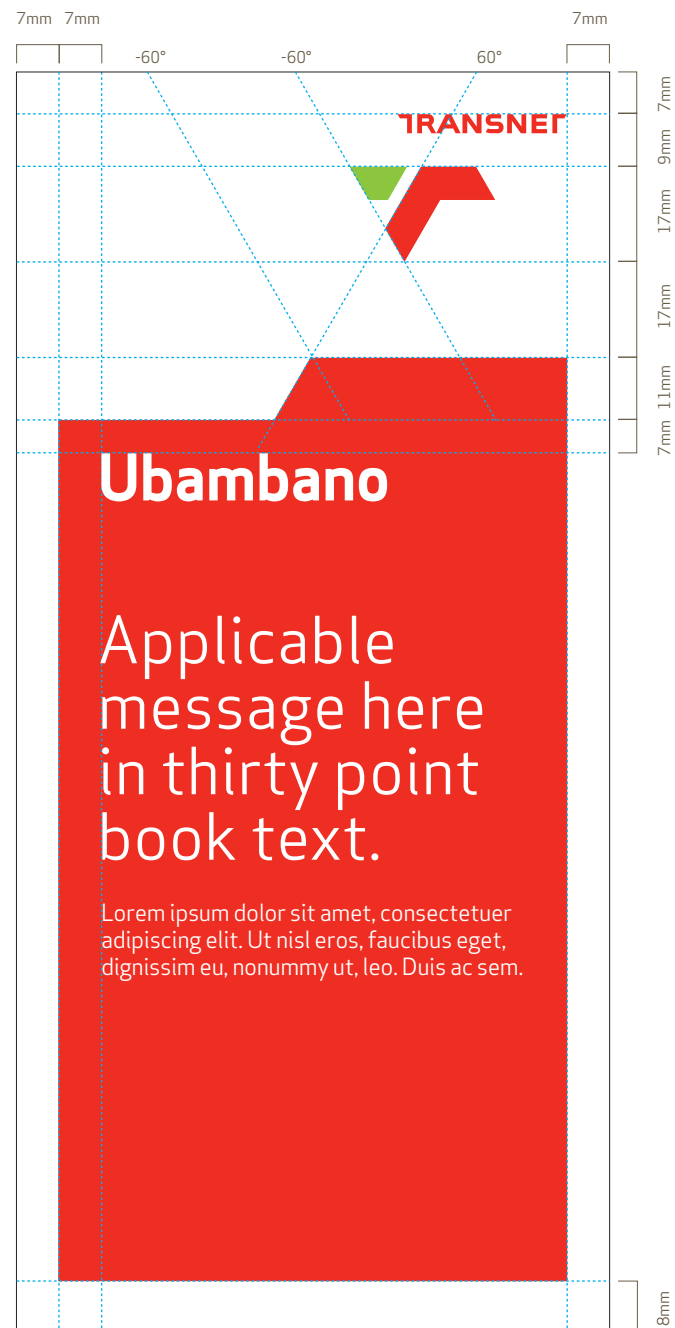 7mm 7mm 7mm
-60° -60° 60°
7mm
TRANSNET
9mm
17mm
17mm
11mm
7mm
Ubambano
Applicable
message here
in thirty point
book text.
Lorem ipsum dolor sit amet, consectetuer
adipiscing elit. Ut nisl eros, faucibus eget,
dignissim eu, nonummy ut, leo. Duis ac sem.
8mm